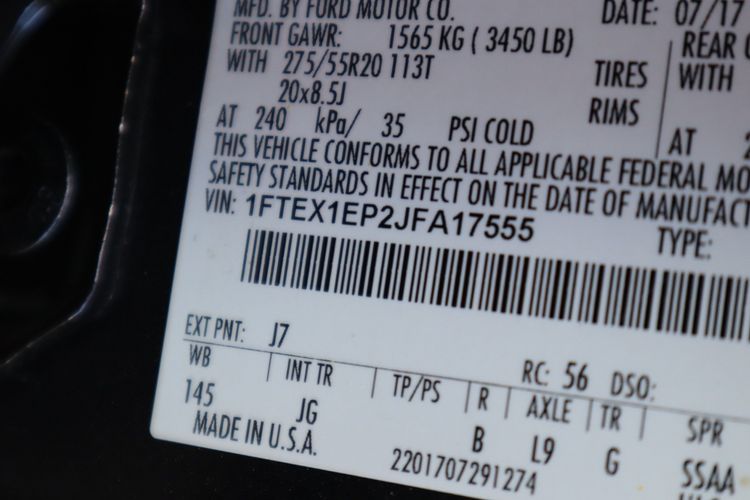 MFD. BY FORD MOTOR CO. DATE: 07/17
FRONT GAWR: 1565 KG ( 3450 LB) REAR
WITH 275/55R20 113T TIRES WITH
20x8.5J RIMS
AT 240 kPa/ 35 PSI COLD AT
THIS VEHICLE CONFORMS TO ALL APPLICABLE FEDERAL MO
SAFETY STANDARDS IN EFFECT ON THE DATE OF MANUFACT
VIN: 1FTEX1EP2JFA17555 TYPE:
EXT PNT: J7 RC: 56 DSO:
WB INT TR TP/PS R AXLE TR SPR
145 JG B L9 G SSAA
MADE IN U.S.A. 2201707291274